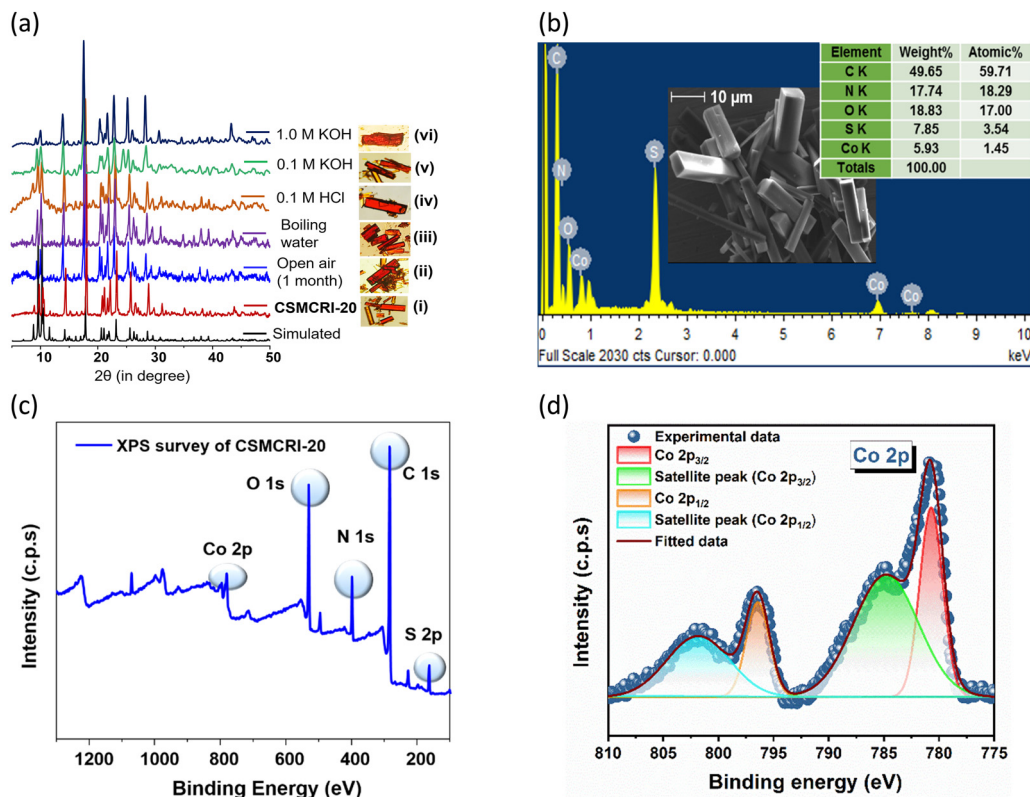 (a)
1.0 M KOH (vi)
0.1 M KOH (v)
0.1 M HCl (iv)
Boiling
water (iii)
Open air
(1 month) (ii)
CSMCRI-20 (i)
Simulated
10 20 30 40 50
2θ (in degree)
(b)
Element Weight% Atomic%
C K 49.65 59.71
N K 17.74 18.29
O K 18.83 17.00
S K 7.85 3.54
Co K 5.93 1.45
Totals 100.00
10 µm
C
N
O
Co
S
Co
Co
0 1 2 3 4 5 6 7 8 9 10
Full Scale 2030 cts Cursor: 0.000 keV
(c)
XPS survey of CSMCRI-20
C 1s
O 1s
N 1s
Co 2p
S 2p
Intensity (c.p.s)
1200 1000 800 600 400 200
Binding Energy (eV)
(d)
Experimental data
Co 2p3/2
Satellite peak (Co 2p3/2)
Co 2p1/2
Satellite peak (Co 2p1/2)
Fitted data
Co 2p
Intensity (c.p.s)
810 805 800 795 790 785 780 775
Binding energy (eV)